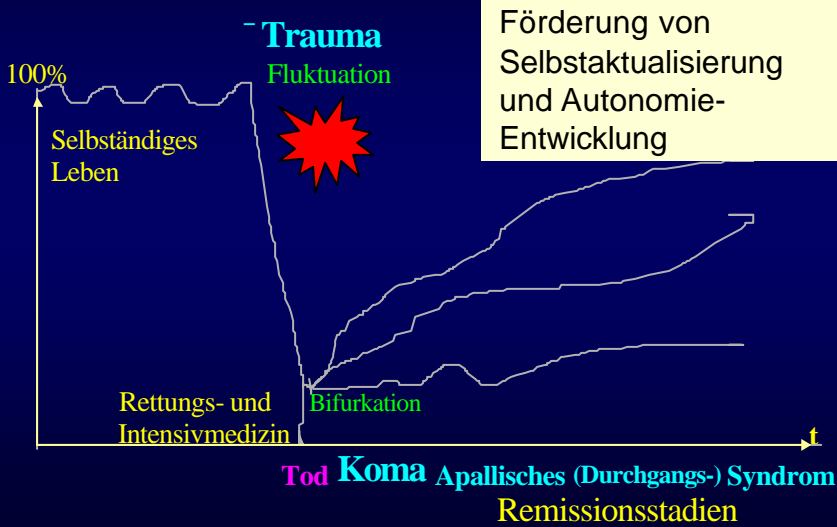 Förderung von
Selbstaktualisierung
und Autonomie-
Entwicklung
– Trauma
Fluktuation
100%
Selbständiges
Leben
Rettungs- und
Intensivmedizin
Bifurkation
t
Tod Koma Apallisches (Durchgangs-) Syndrom
Remissionsstadien